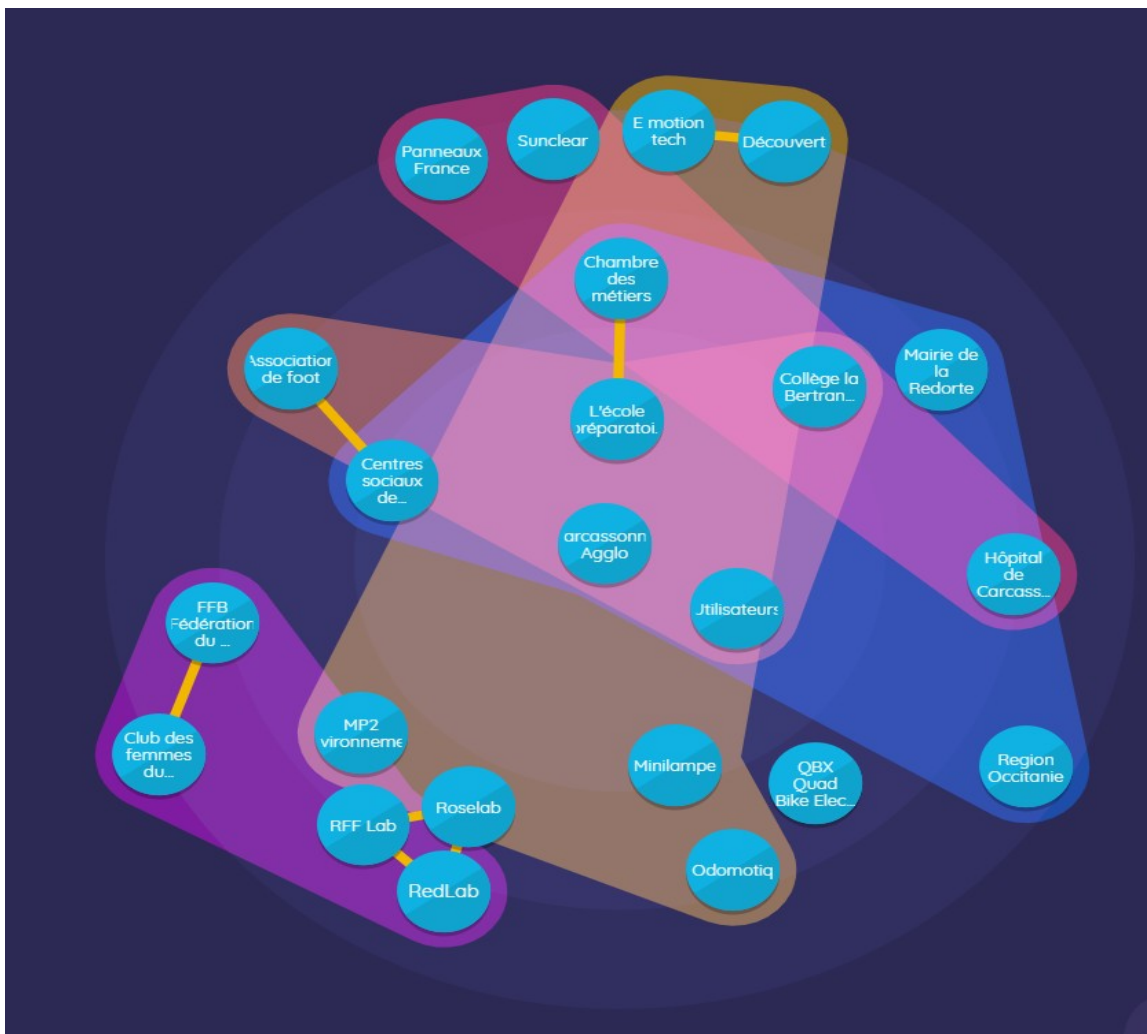 Panneaux
France
Sunclear
E motion
tech
Découvert
Chambre
des
métiers
Association
de foot
L'école
préparatoi..
Collège la
Bertran...
Mairie de
la
Redorte
Centres
sociaux
de...
arcassonn
Agglo
Utilisateurs
Hôpital
de
Carcass...
FFB
Fédération
du ...
Club des
femmes
du...
MP2
vironneme
Minilampe
QBX
Quad
Bike Elec...
Region
Occitanie
RFF Lab
Roselab
RedLab
Odomotiq